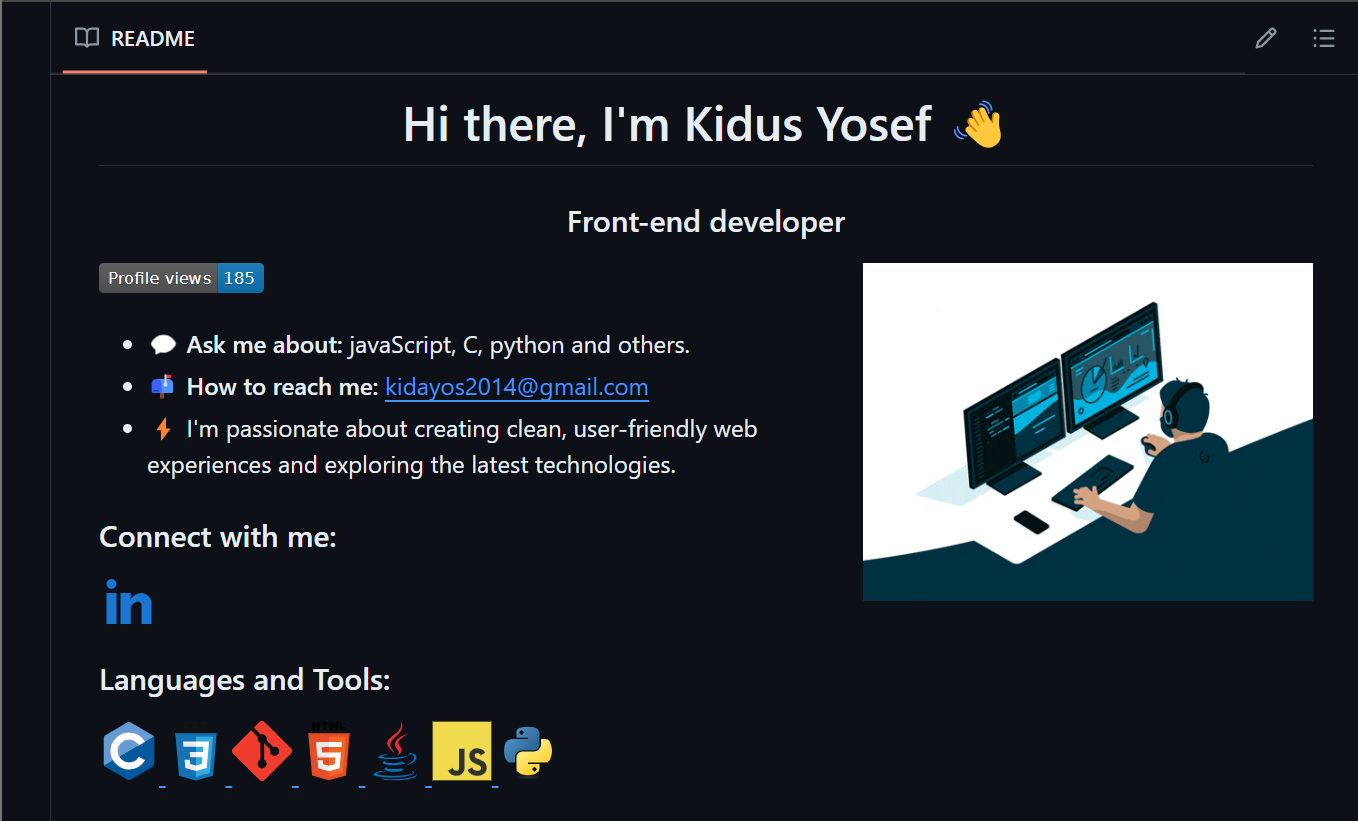 README
Hi there, I'm Kidus Yosef 👋
Front-end developer
Profile views 185
💬 Ask me about: javaScript, C, python and others.
📫 How to reach me: kidayos2014@gmail.com
⚡ I'm passionate about creating clean, user-friendly web
experiences and exploring the latest technologies.
Connect with me:
in
Languages and Tools:
C CSS 3 HTML 5 JS